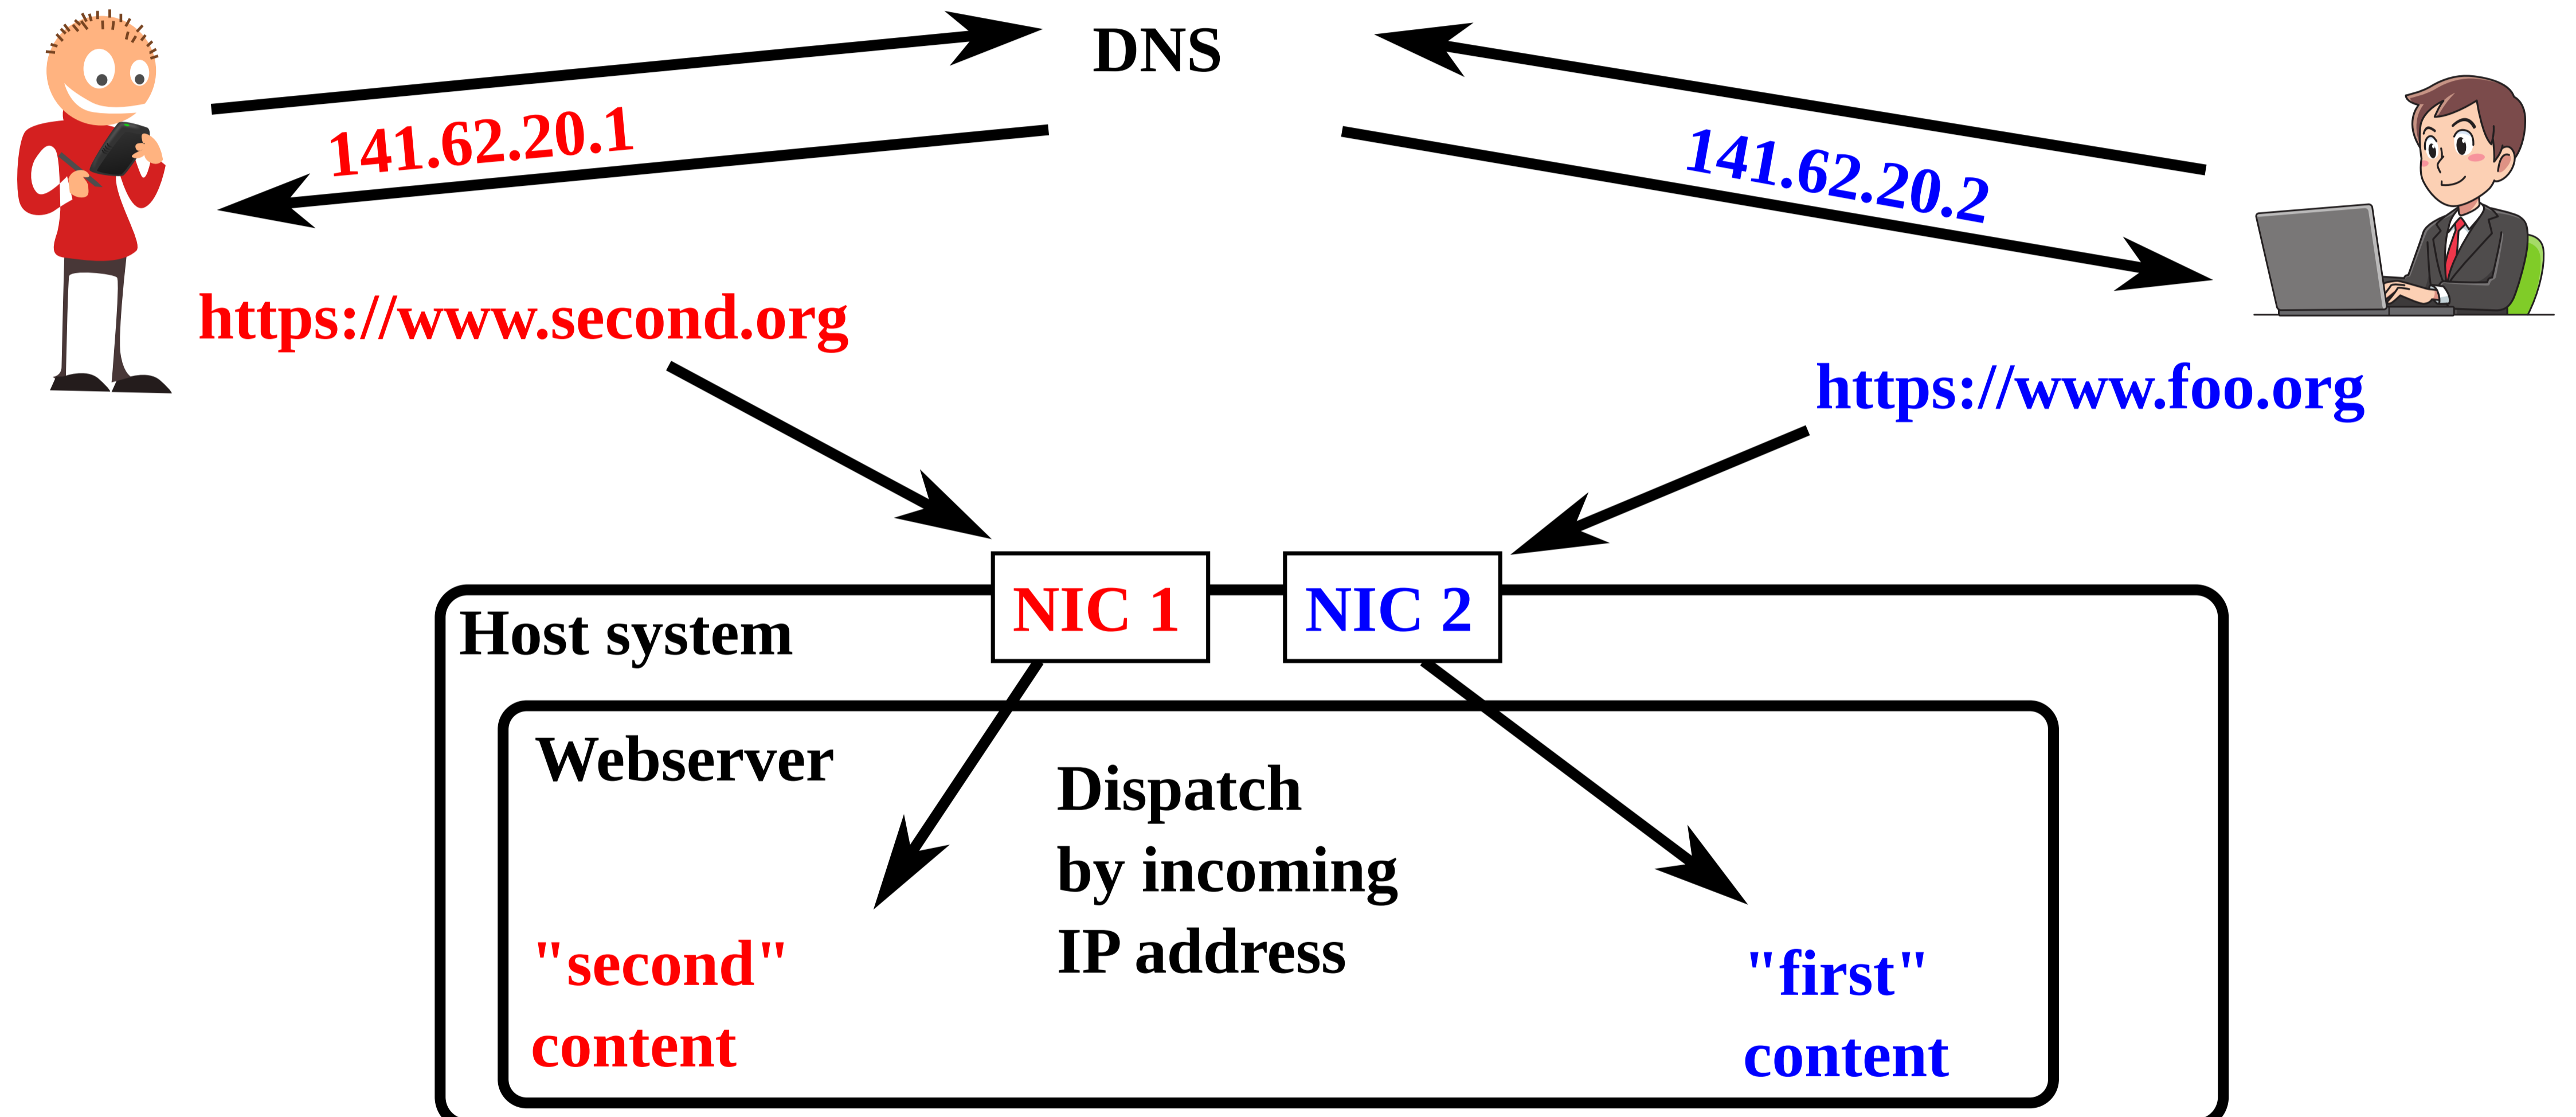 DNS
141.62.20.1
141.62.20.2
https://www.second.org
https://www.foo.org
NIC 1
NIC 2
Host system
Webserver
Dispatch
by incoming
IP address
"second"
content
"first"
content